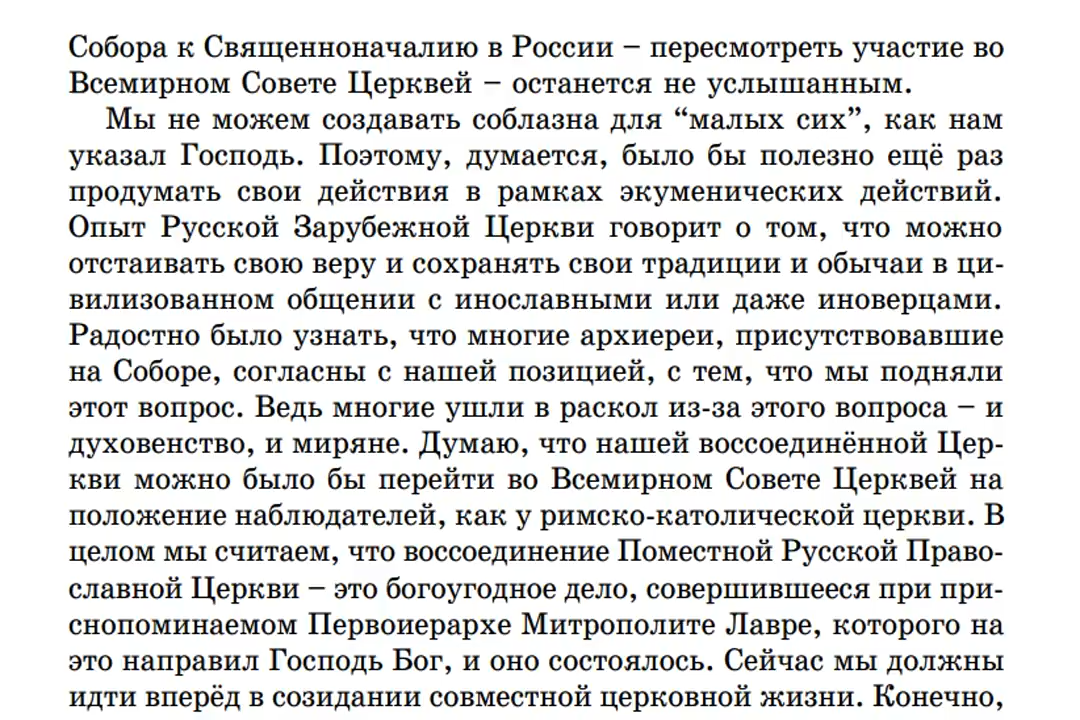 Собора к Священноначалию в России – пересмотреть участие во
Всемирном Совете Церквей – останется не услышанным.
Мы не можем создавать соблазна для “малых сих”, как нам
указал Господь. Поэтому, думается, было бы полезно ещё раз
продумать свои действия в рамках экуменических действий.
Опыт Русской Зарубежной Церкви говорит о том, что можно
отстаивать свою веру и сохранять свои традиции и обычаи в ци-
вилизованном общении с инославными или даже иноверцами.
Радостно было узнать, что многие архиереи, присутствовавшие
на Соборе, согласны с нашей позицией, с тем, что мы подняли
этот вопрос. Ведь многие ушли в раскол из-за этого вопроса – и
духовенство, и миряне. Думаю, что нашей воссоединённой Цер-
кви можно было бы перейти во Всемирном Совете Церквей на
положение наблюдателей, как у римско-католической церкви. В
целом мы считаем, что воссоединение Поместной Русской Право-
славной Церкви – это богоугодное дело, совершившееся при при-
снопоминаемом Первоиерархе Митрополите Лавре, которого на
это направил Господь Бог, и оно состоялось. Сейчас мы должны
идти вперёд в созидании совместной церковной жизни. Конечно,